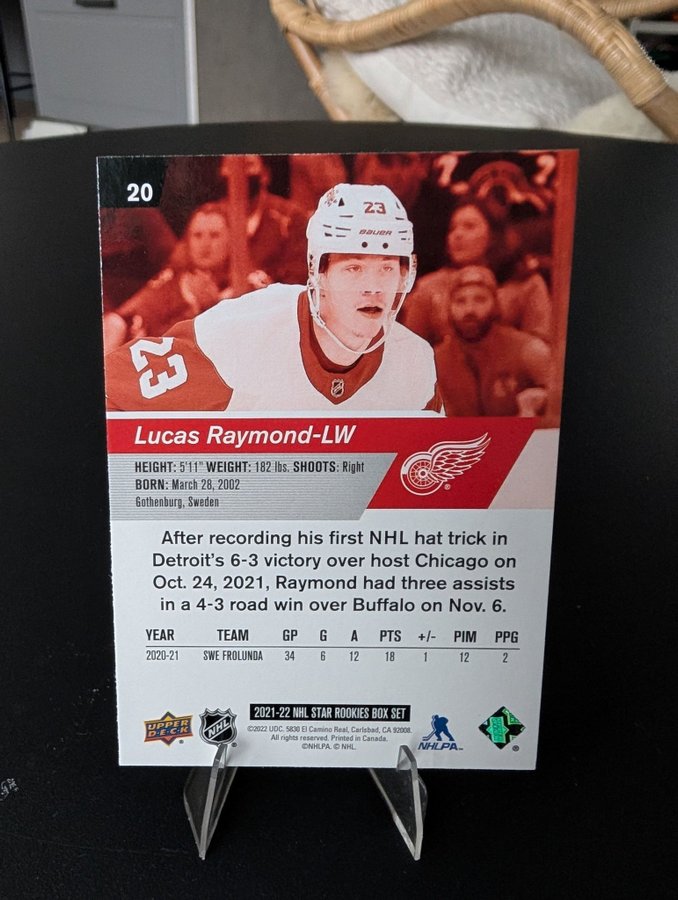 20
23
BAUER
23
Lucas Raymond-LW
HEIGHT: 5'11" WEIGHT: 182 lbs. SHOOTS: Right
BORN: March 28, 2002
Gothenburg, Sweden
After recording his first NHL hat trick in
Detroit's 6-3 victory over host Chicago on
Oct. 24, 2021, Raymond had three assists
in a 4-3 road win over Buffalo on Nov. 6.
YEAR TEAM GP G A PTS +/- PIM PPG
2020-21 SWE FROLUNDA 34 6 12 18 1 12 2
2021-22 NHL STAR ROOKIES BOX SET
UPPER DECK
NHL
©2022 UDC. 5830 El Camino Real, Carlsbad, CA 92008.
All rights reserved. Printed in Canada.
©NHLPA. © NHL.
NHLPA